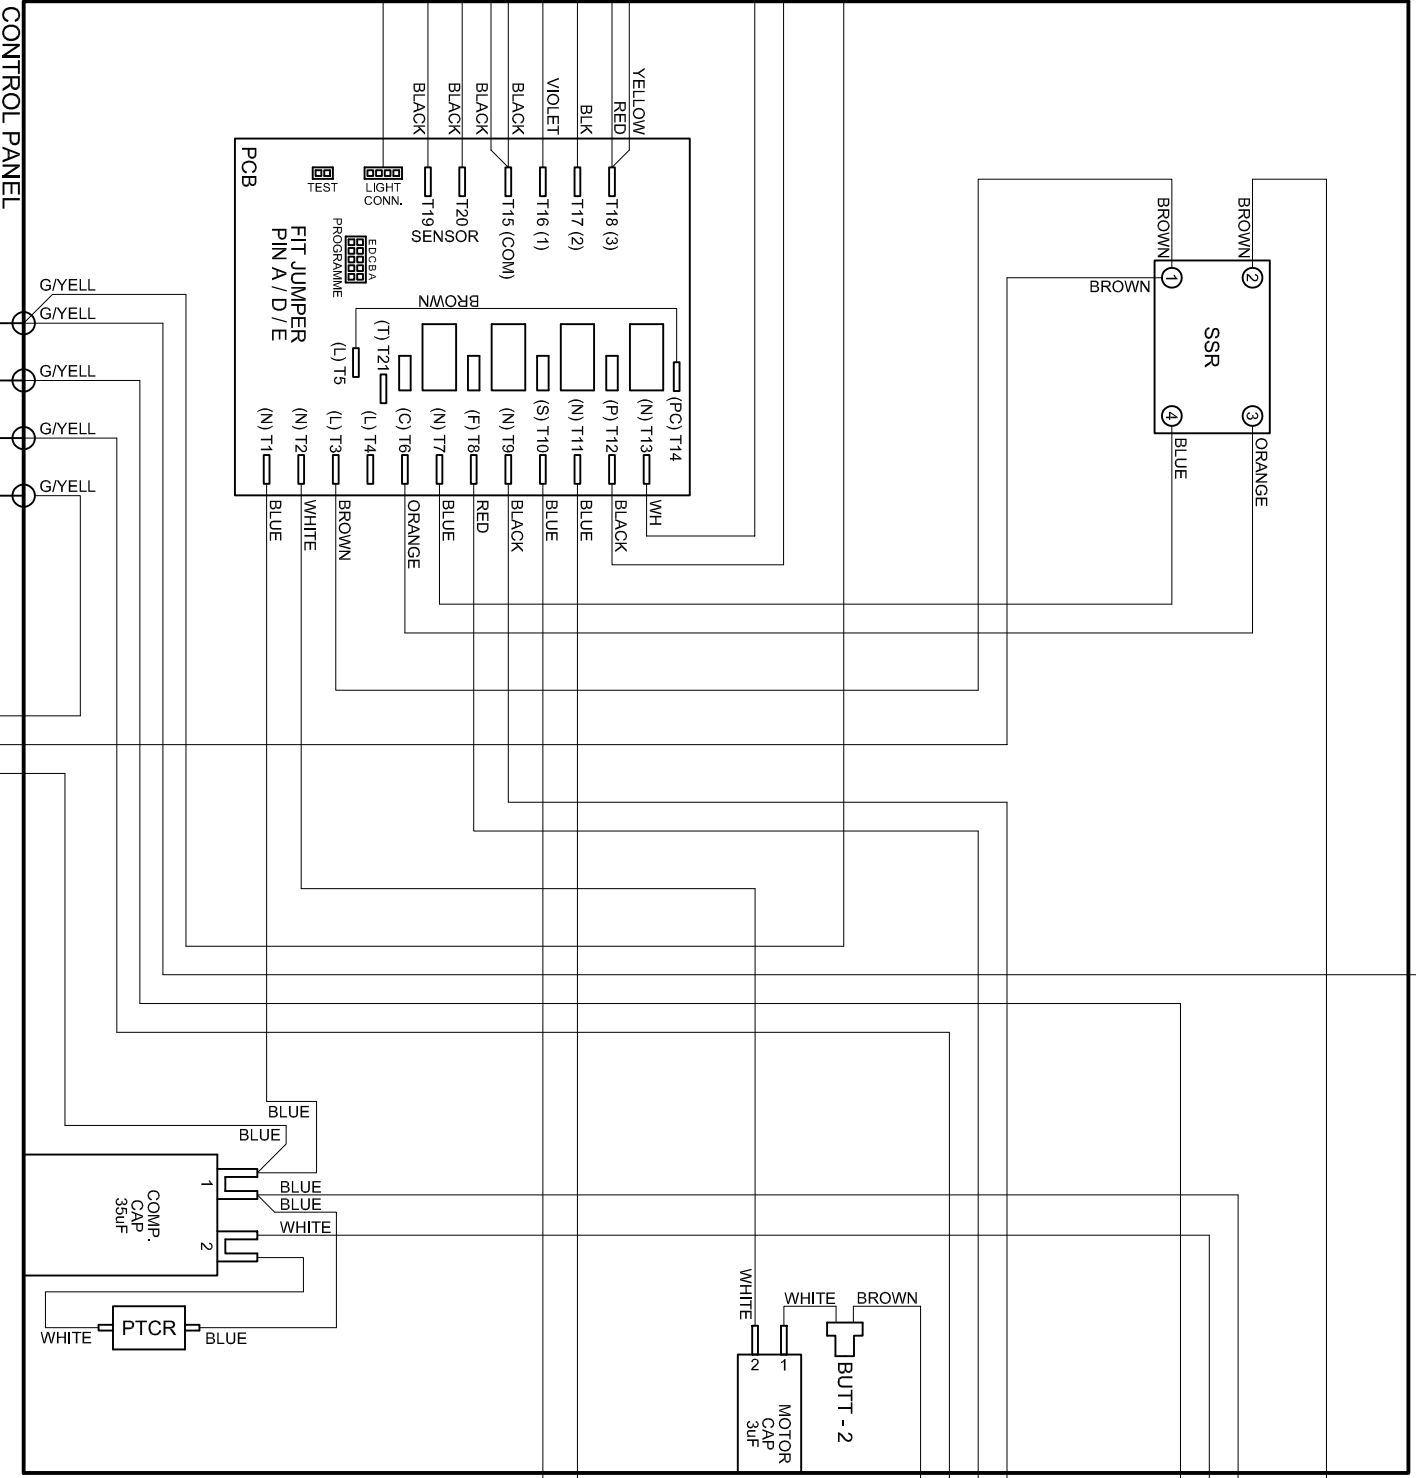 CONTROL PANEL
BLACK
BLACK
BLACK
BLACK
VIOLET
BLK
RED
YELLOW
PCB
TEST
LIGHT
CONN.
T19
T20
SENSOR
T15 (COM)
T16 (1)
T17 (2)
T18 (3)
PROGRAMME
EDCBA
FIT JUMPER
PIN A / D / E
BROWN
(L) T5
(T) T21
(N) T1
(N) T2
(L) T3
(L) T4
(C) T6
(N) T7
(F) T8
(N) T9
(S) T10
(N) T11
(P) T12
(N) T13
(PC) T14
BLUE
WHITE
BROWN
ORANGE
BLUE
RED
BLACK
BLUE
BLUE
BLACK
WH
BROWN
BROWN
BROWN
1
2
SSR
4
3
BLUE
ORANGE
G/YELL
G/YELL
G/YELL
G/YELL
G/YELL
BLUE
BLUE
BLUE
BLUE
WHITE
1
2
COMP.
CAP
35uF
WHITE
PTCR
BLUE
WHITE
WHITE
BROWN
BUTT - 2
2
1
MOTOR
CAP
3uF